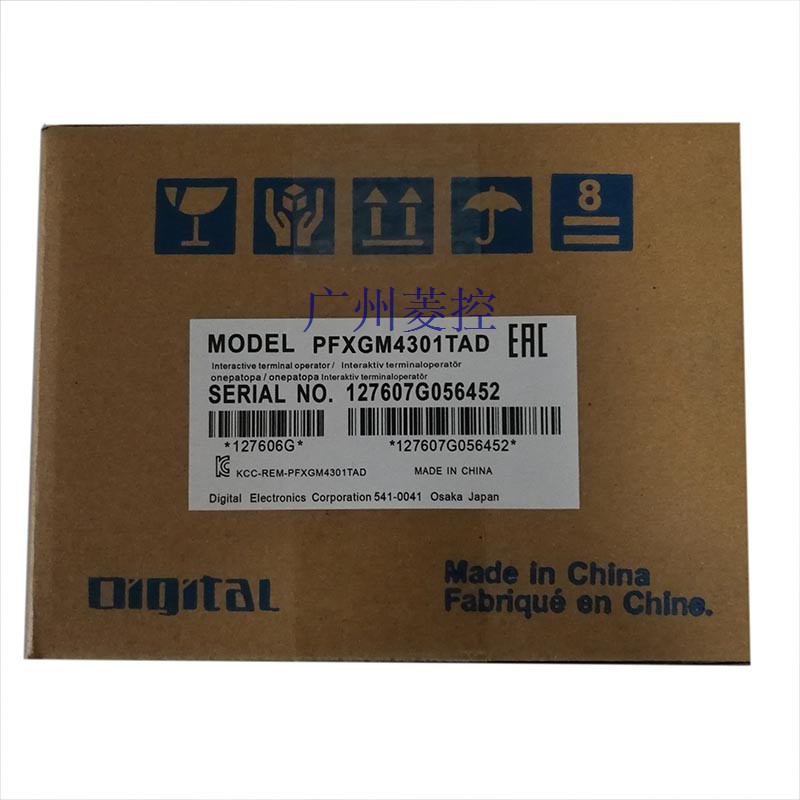 8
广州菱控
MODEL PFXGM4301TAD EAC
Interactive terminal operator / Interaktiv terminaloperatör
onepatopa / onepatopa Interaktiv terminaloperatör
SERIAL NO. 127607G056452
*127606G* *127607G056452*
KCC-REM-PFXGM4301TAD MADE IN CHINA
Digital Electronics Corporation 541-0041 Osaka Japan
Digital
Made in China
Fabriqué en Chine.